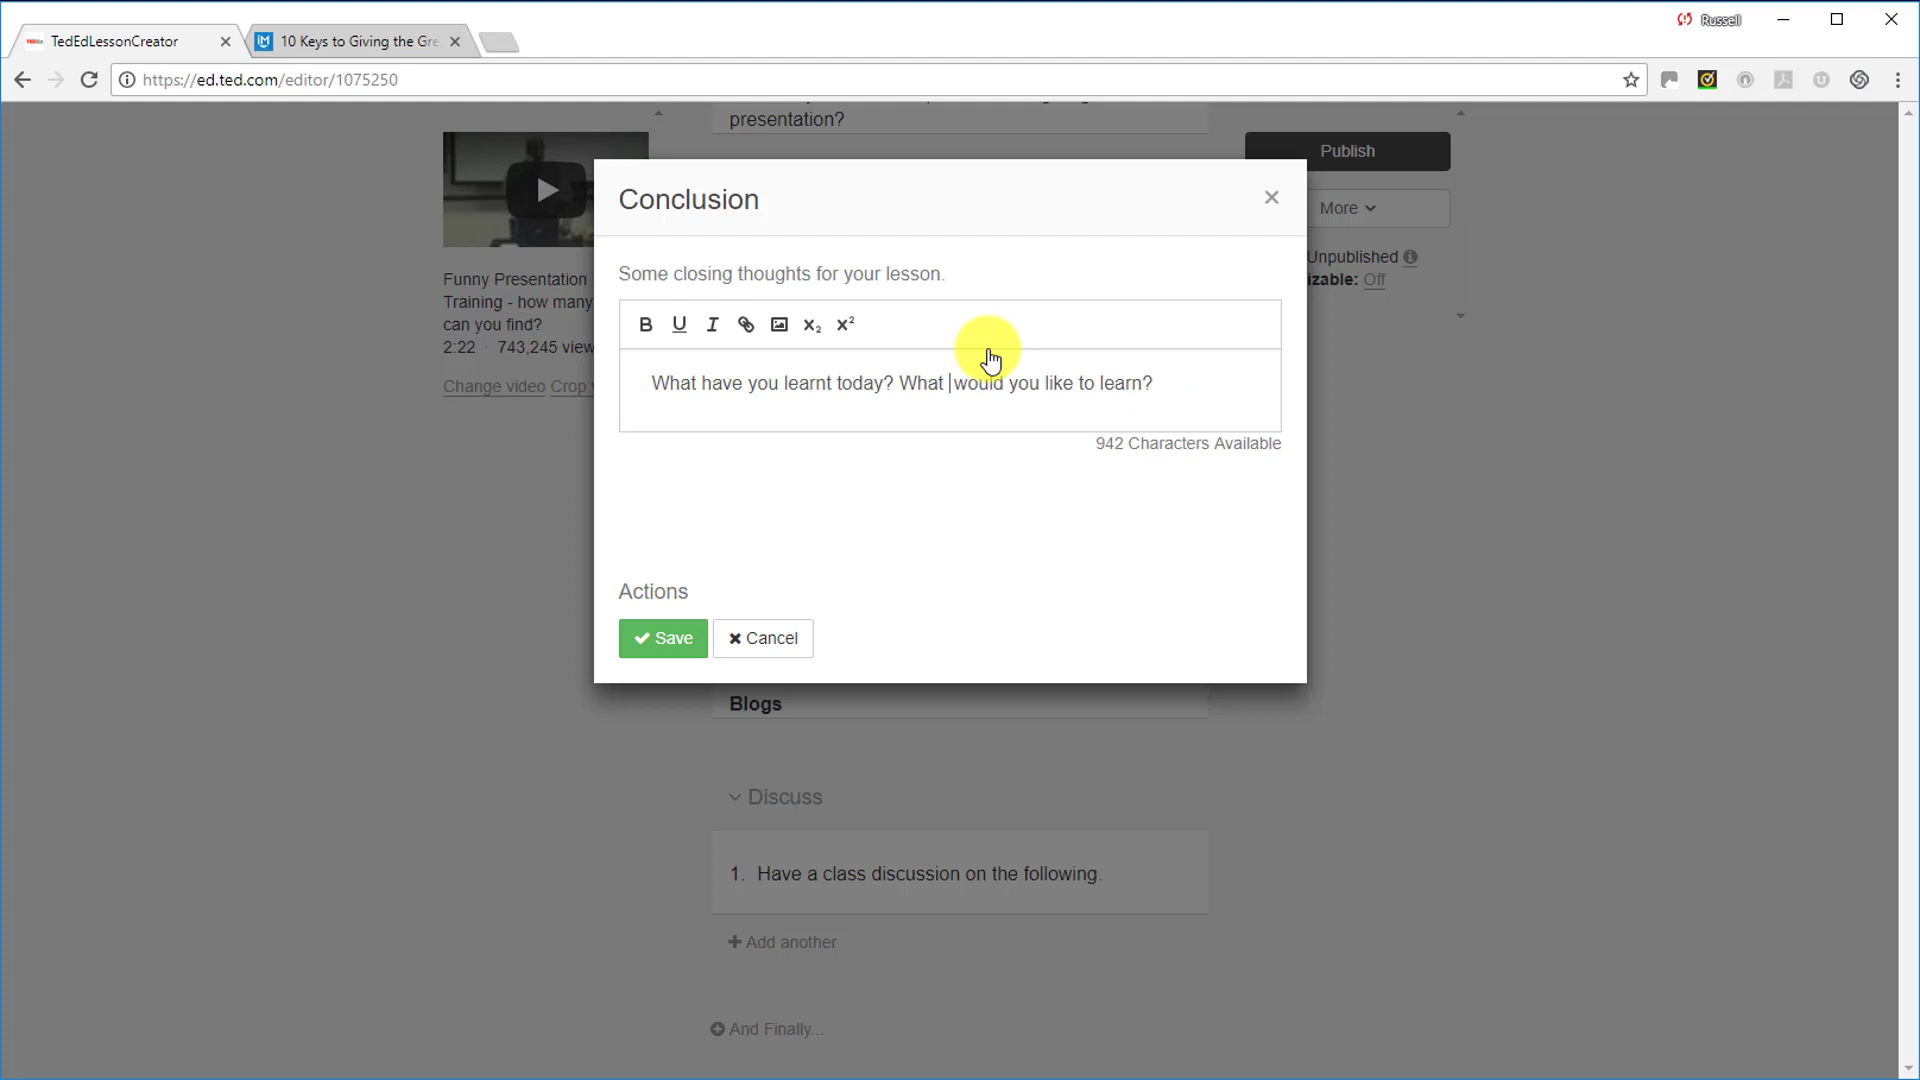 Russell
TedEdLessonCreator
10 Keys to Giving the Gre
https://ed.ted.com/editor/1075250
presentation?
Publish
More
Unpublished
izable: Off
Funny Presentation
Training - how many
can you find?
2:22 · 743,245 view
Change video Crop
Conclusion
Some closing thoughts for your lesson.
B U I X₂ X²
What have you learnt today? What would you like to learn?
942 Characters Available
Actions
Save
Cancel
Blogs
Discuss
1. Have a class discussion on the following.
Add another
And Finally...